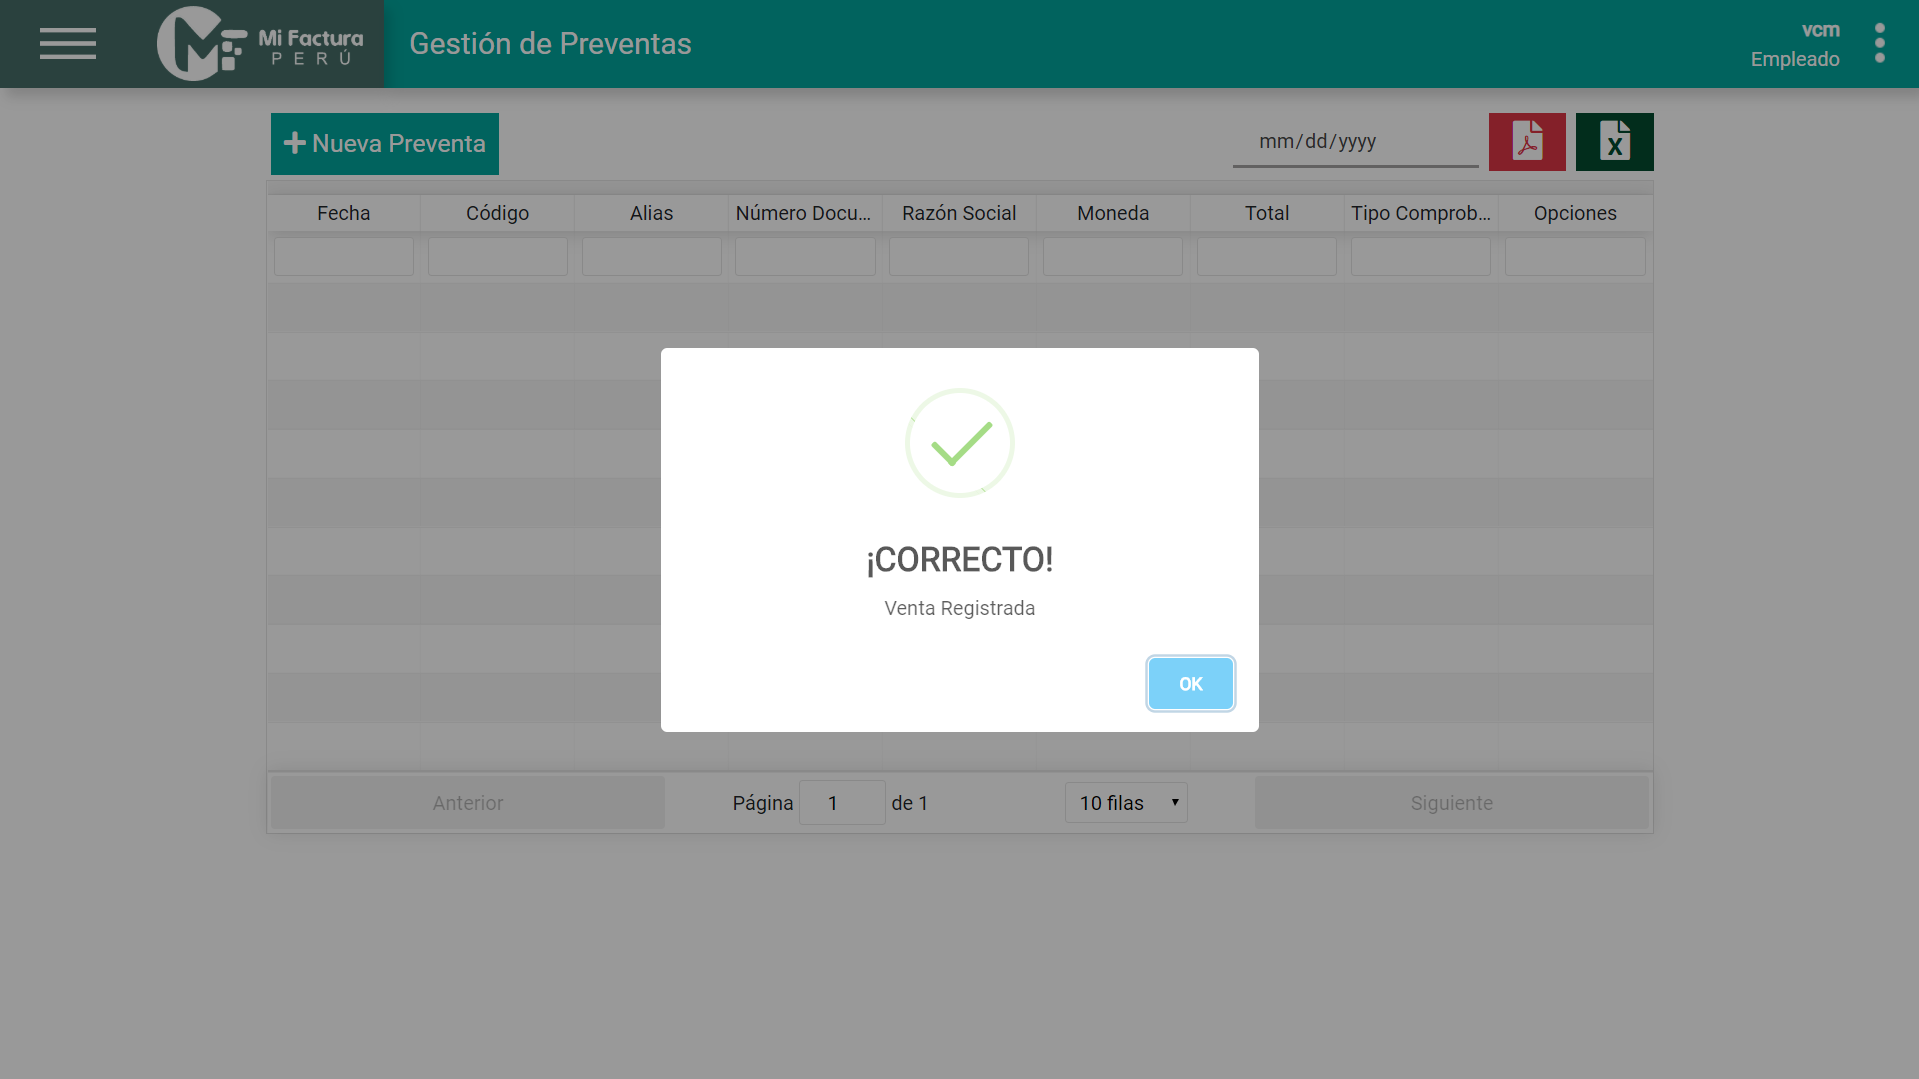 Mi Factura
PERÚ
Gestión de Preventas
vcm
Empleado
Nueva Preventa
mm/dd/yyyy
Fecha Código Alias Número Docu... Razón Social Moneda Total Tipo Comprob... Opciones
¡CORRECTO!
Venta Registrada
OK
Anterior Página 1 de 1 10 filas Siguiente